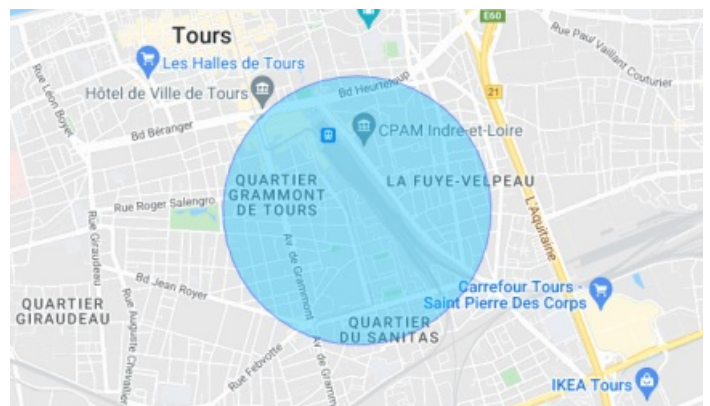 E60
Tours
Rue Paul Vaillant Couturier
Les Halles de Tours
Rue Léon Boyer
Hôtel de Ville de Tours
Bd Heurteloup
21
Bd Béranger
CPAM Indre-et-Loire
QUARTIER
GRAMMONT
DE TOURS
LA FUYE-VELPEAU
Rue Roger Salengro
L'Aquitaine
Rue Giraudeau
Av. de Grammont
Bd Jean Royer
Carrefour Tours -
Saint Pierre Des Corps
QUARTIER
GIRAUDEAU
Rue Auguste Chevallier
QUARTIER
DU SANITAS
Av. de Grammont
Rue Febvotte
IKEA Tours